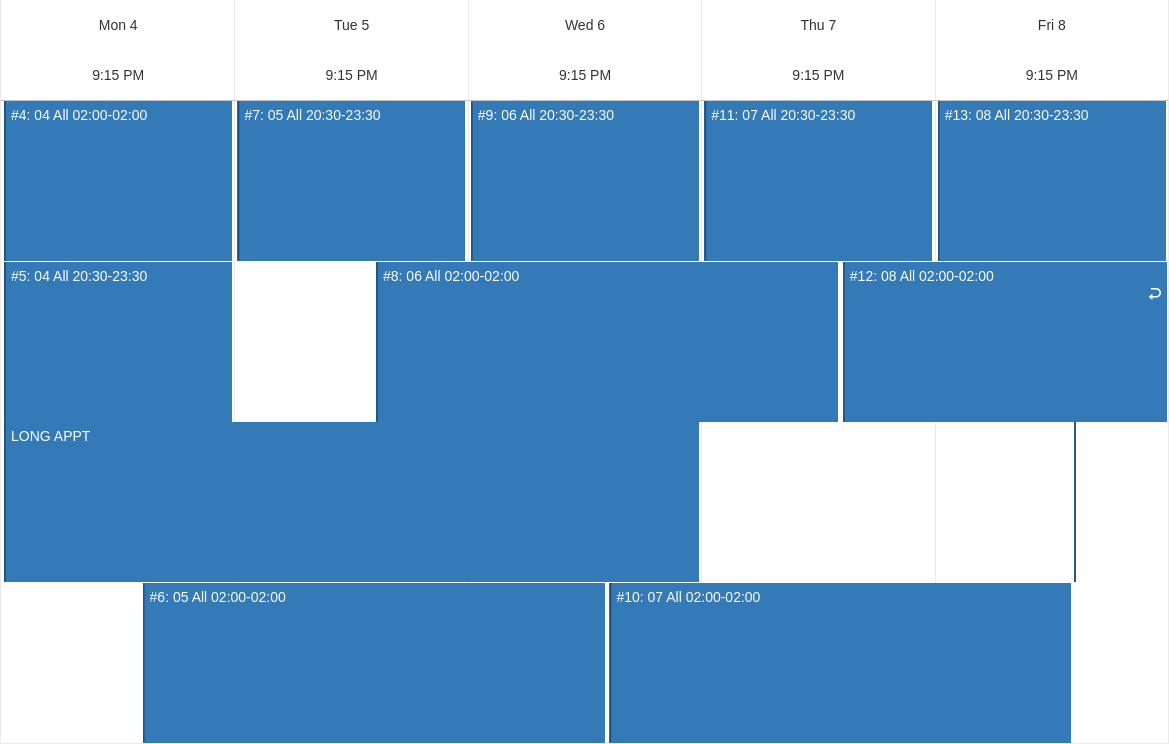 Mon 4 Tue 5 Wed 6 Thu 7 Fri 8
9:15 PM 9:15 PM 9:15 PM 9:15 PM 9:15 PM
#4: 04 All 02:00-02:00 #7: 05 All 20:30-23:30 #9: 06 All 20:30-23:30 #11: 07 All 20:30-23:30 #13: 08 All 20:30-23:30
#5: 04 All 20:30-23:30 #8: 06 All 02:00-02:00 #12: 08 All 02:00-02:00
LONG APPT
#6: 05 All 02:00-02:00 #10: 07 All 02:00-02:00